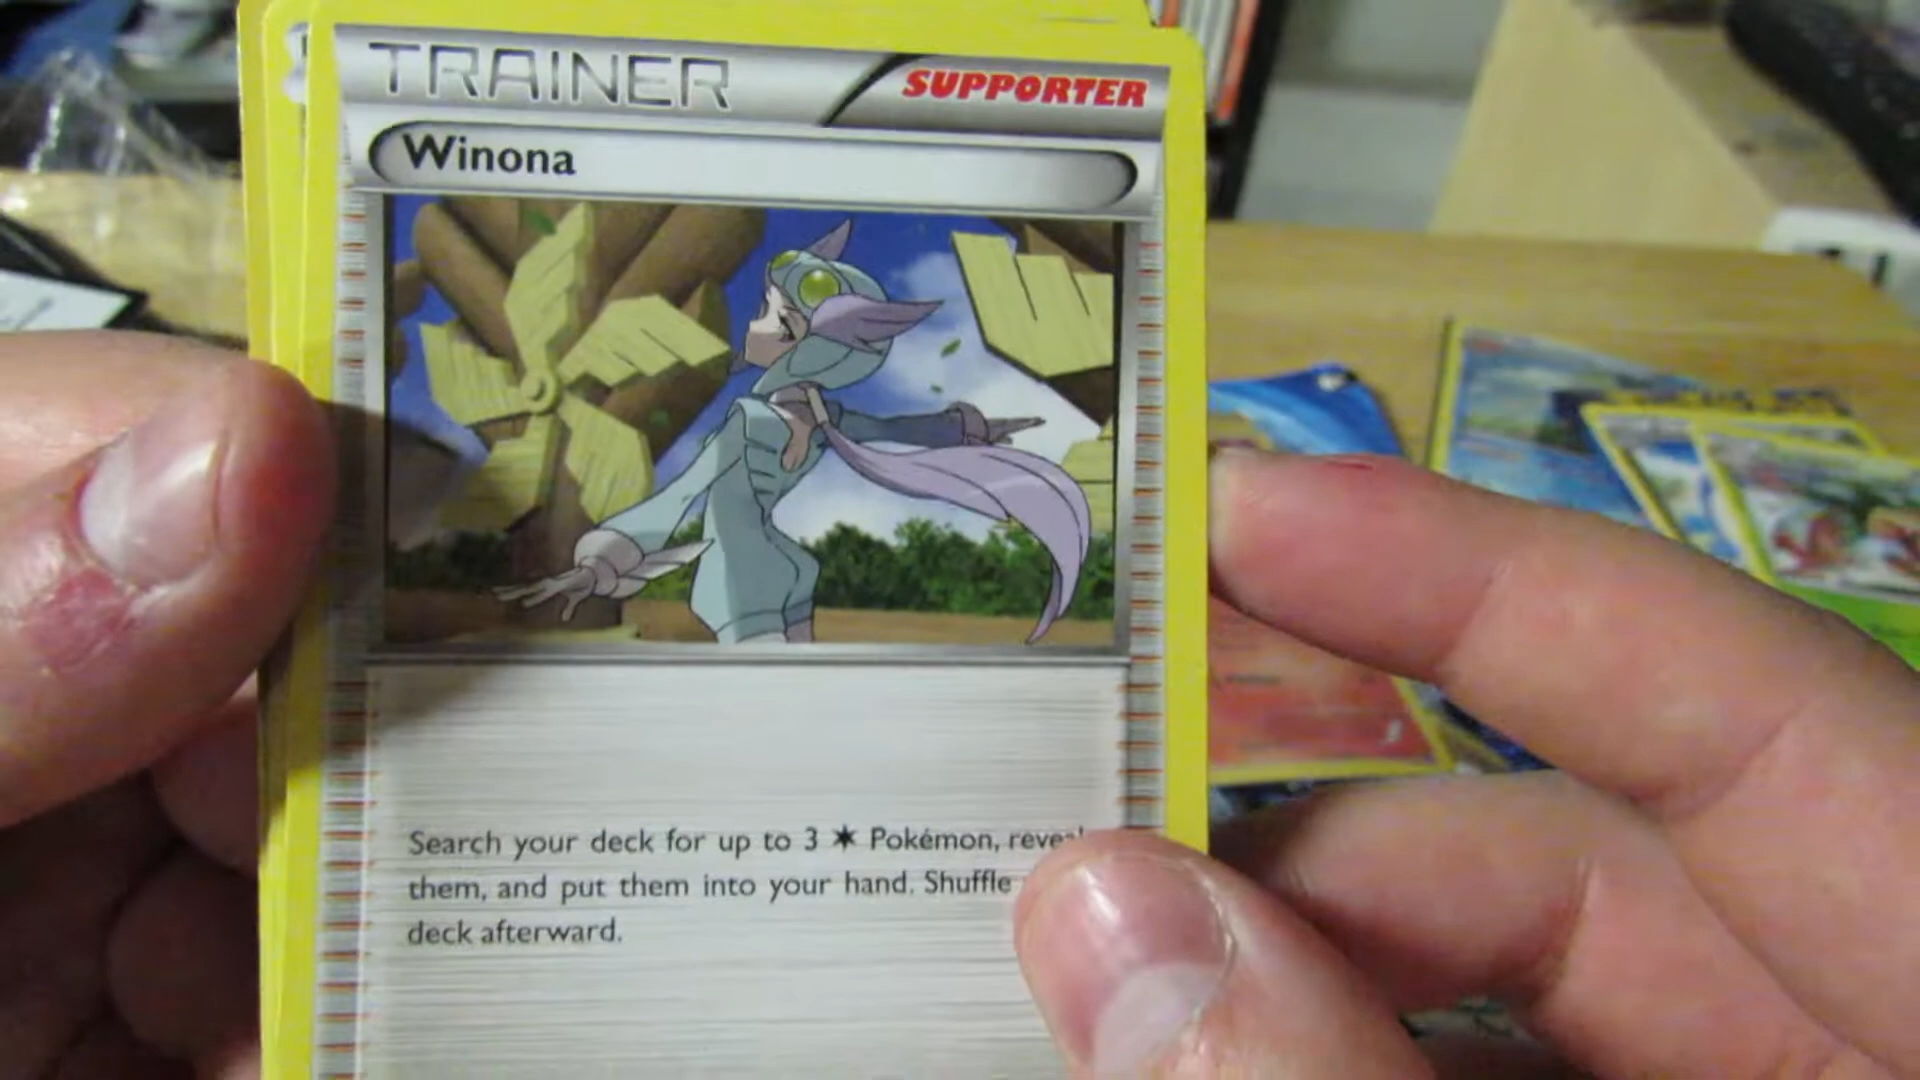 TRAINER SUPPORTER
Winona
Search your deck for up to 3 Pokémon, reveal
them, and put them into your hand. Shuffle
deck afterward.